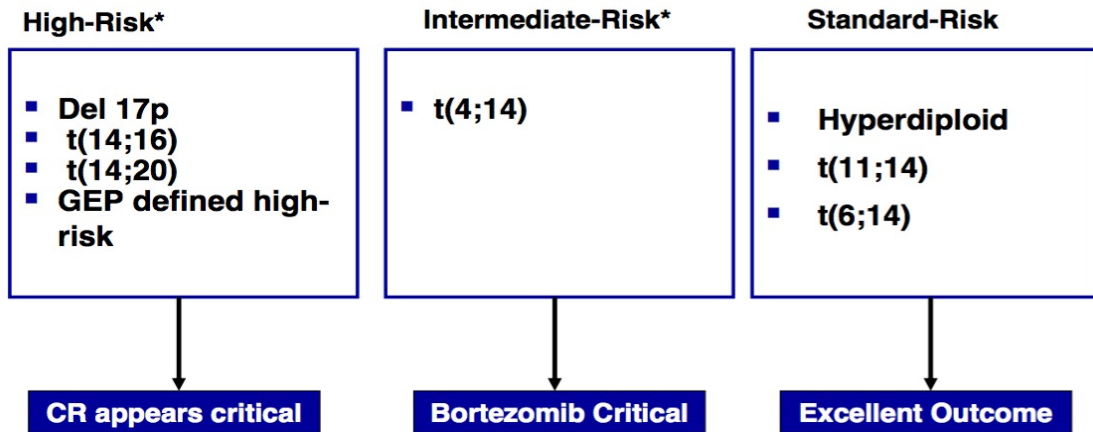 High-Risk*
Del 17p
t(14;16)
t(14;20)
GEP defined high-
risk
CR appears critical
Intermediate-Risk*
t(4;14)
Bortezomib Critical
Standard-Risk
Hyperdiploid
t(11;14)
t(6;14)
Excellent Outcome